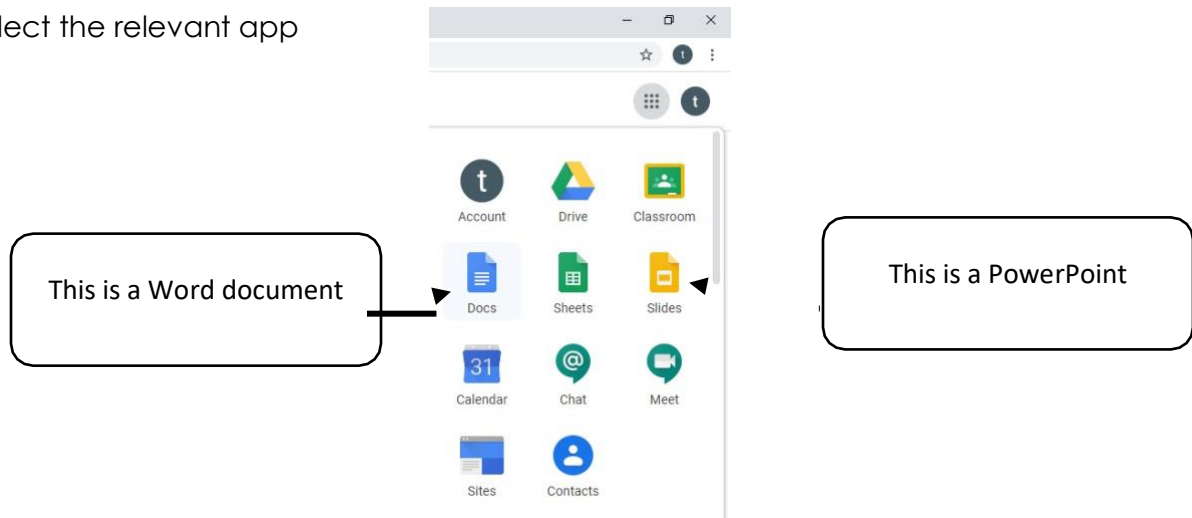 lect the relevant app
t
t
t
Account Drive Classroom
This is a Word document
This is a PowerPoint
Docs Sheets Slides
31 @
Calendar Chat Meet
Sites Contacts